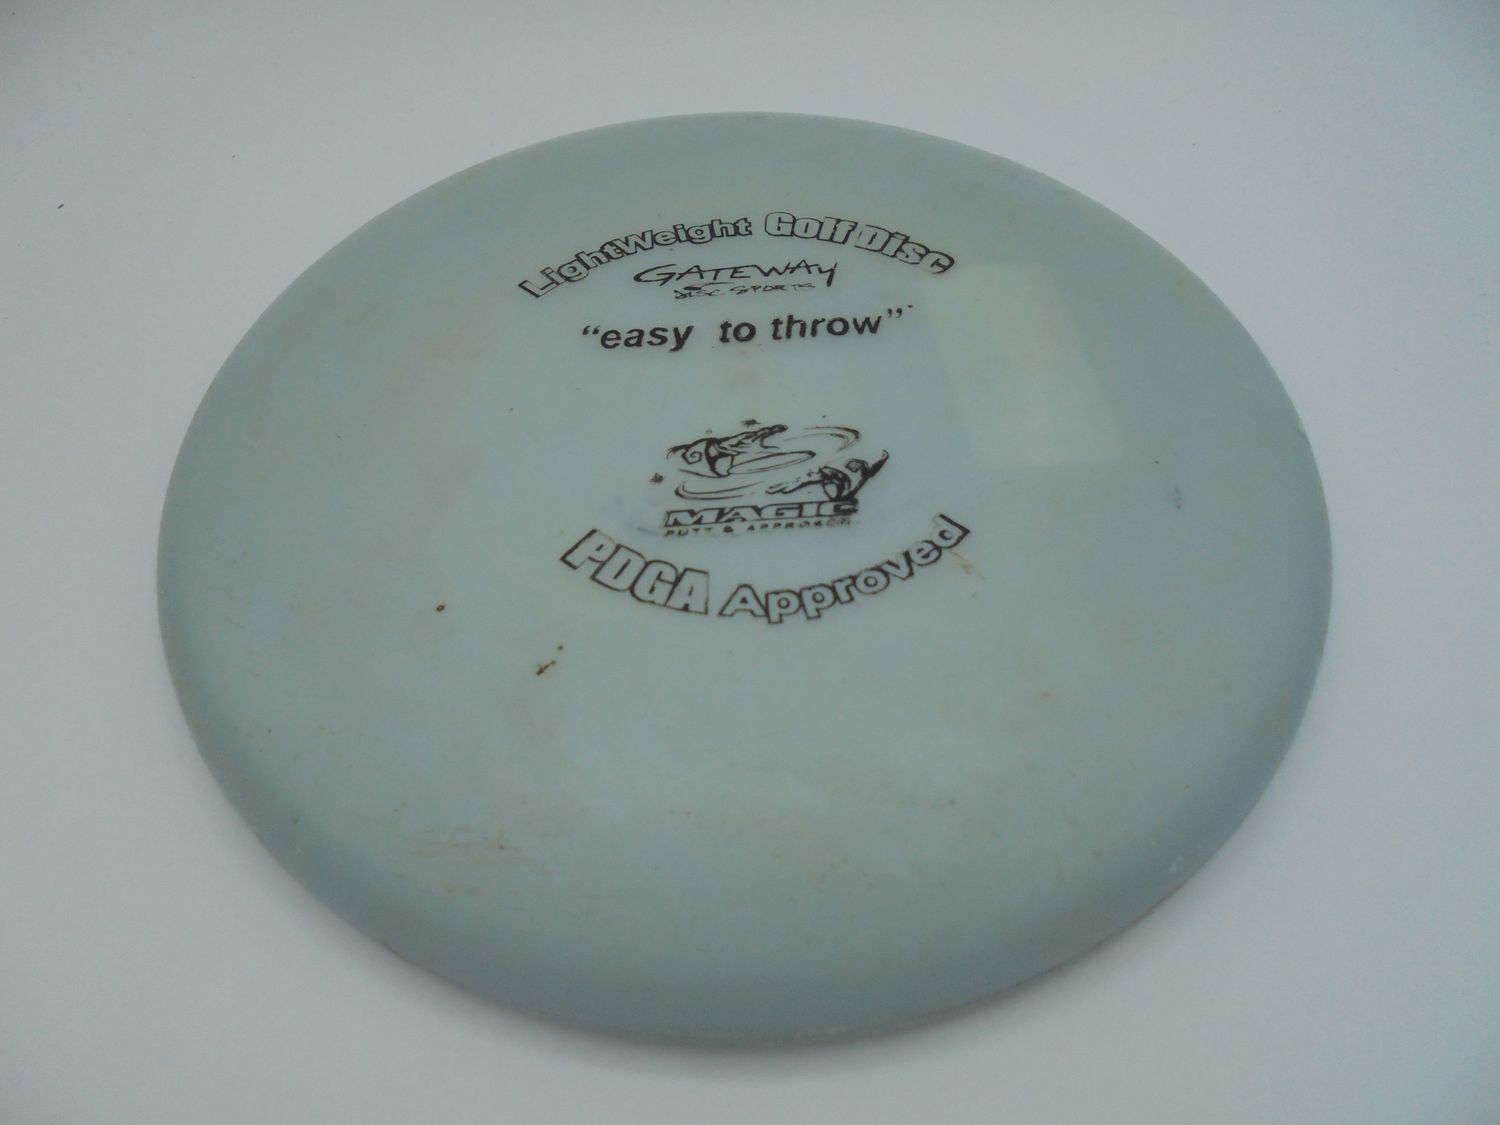 LightWeight Golf Disc
GATEWAY
DISC SPORTS
“easy to throw”
MAGIC
PUTT & APPROACH
PDGA Approved